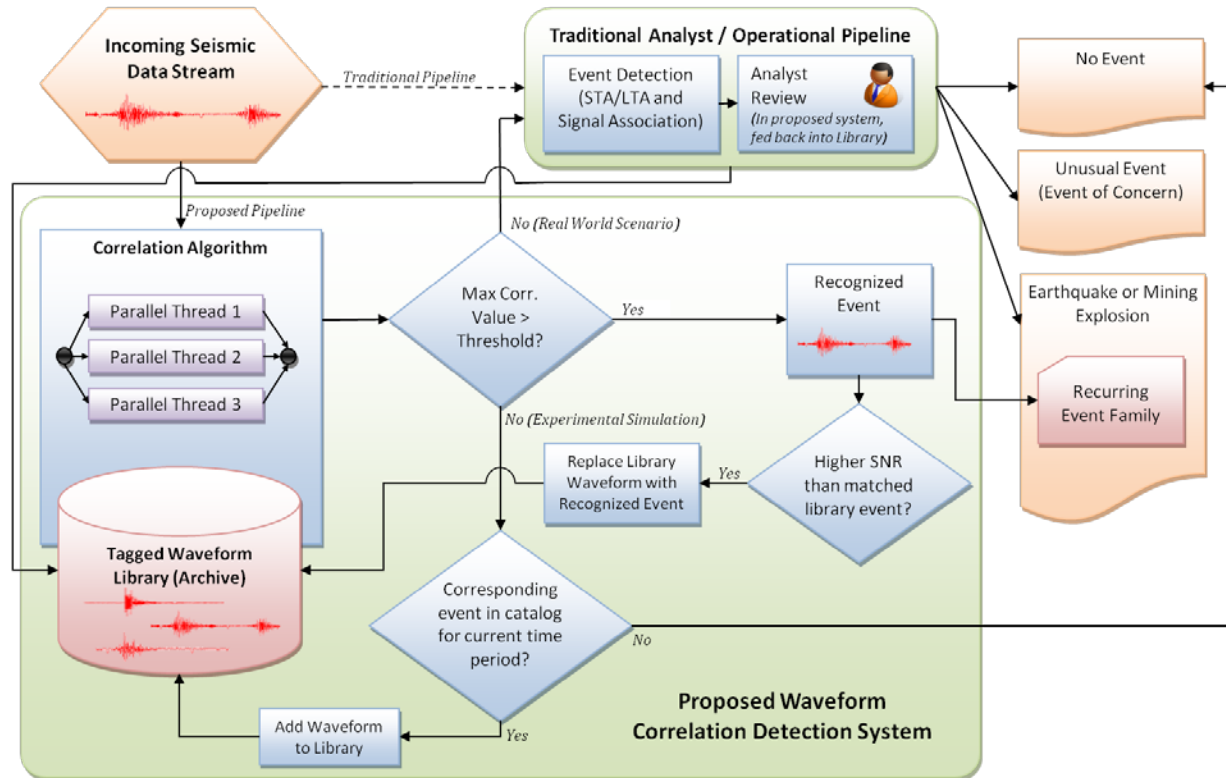 Incoming Seismic
Data Stream
Traditional Pipeline
Traditional Analyst / Operational Pipeline
Event Detection
(STA/LTA and
Signal Association)
Analyst
Review
(In proposed system,
fed back into Library)
No Event
Unusual Event
(Event of Concern)
Earthquake or Mining
Explosion
Recurring
Event Family
Proposed Pipeline
Correlation Algorithm
Parallel Thread 1
Parallel Thread 2
Parallel Thread 3
No (Real World Scenario)
Max Corr.
Value >
Threshold?
Yes
Recognized
Event
No (Experimental Simulation)
Higher SNR
than matched
library event?
Yes
Replace Library
Waveform with
Recognized Event
Tagged Waveform
Library (Archive)
Corresponding
event in catalog
for current time
period?
No
Yes
Add Waveform
to Library
Proposed Waveform
Correlation Detection System